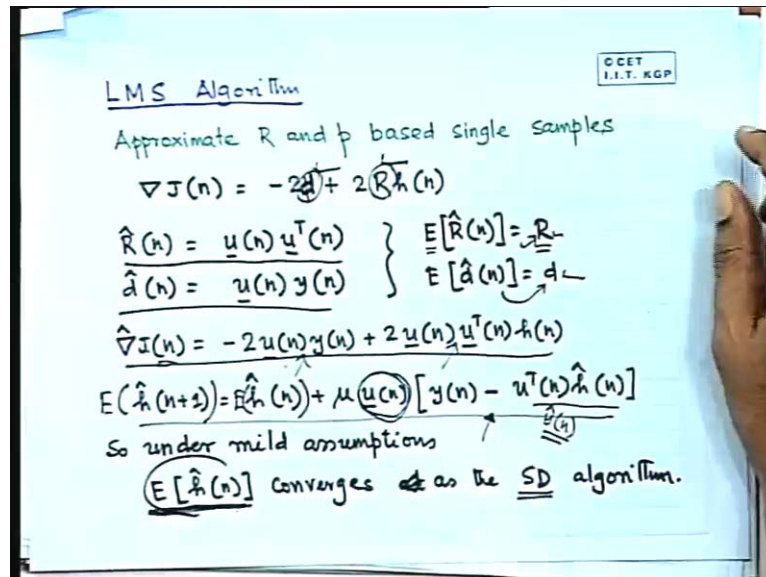 © CET
I.I.T. KGP
LMS Algorithm
Approximate R and p based single samples
∇J(n) = -2d + 2Rh(n)
R̂(n) = u(n) uᵀ(n) } E[R̂(n)] = R
d̂(n) = u(n) y(n) } E[d̂(n)] = d
∇̂J(n) = -2u(n)y(n) + 2u(n)uᵀ(n)h(n)
E(ĥ(n+1)) = E(ĥ(n)) + μ u(n) [y(n) - uᵀ(n)ĥ(n)]
So under mild assumptions
E[ĥ(n)] converges as the SD algorithm.